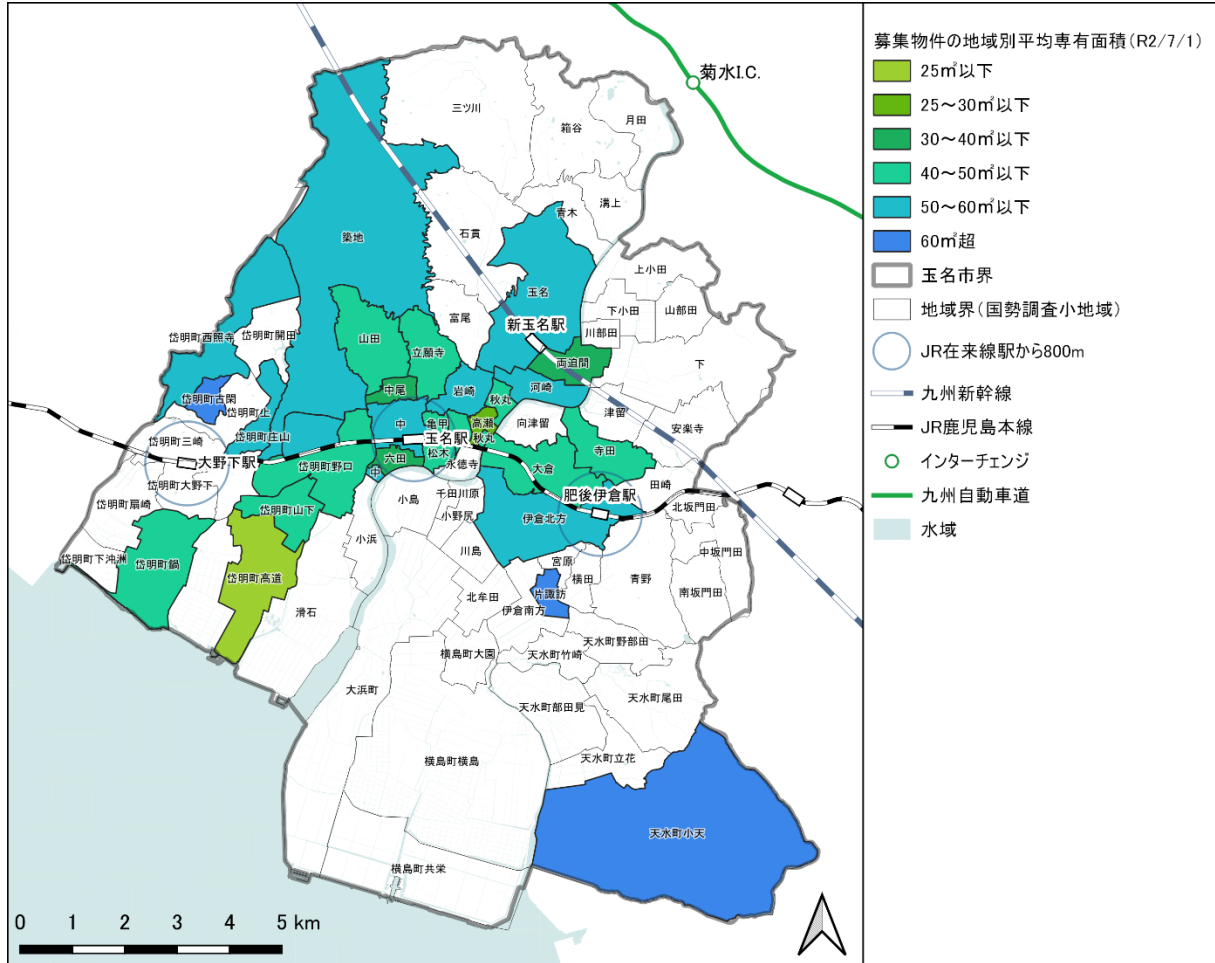 菊水I.C.
三ツ川
箱谷
月田
溝上
青木
石貫
築地
玉名
上小田
下小田
山部田
富尾
新玉名駅
川部田
岱明町西照寺
岱明町開田
山田
立願寺
両迫間
下
中尾
岩崎
河崎
秋丸
岱明町古閑
岱明町上
津留
中
亀甲
高瀬
向津留
安楽寺
岱明町庄山
玉名駅
秋丸
寺田
岱明町三崎
松木
大野下駅
六田
永徳寺
大倉
岱明町野口
中
田崎
岱明町大野下
肥後伊倉駅
岱明町扇崎
小島
千田川原
岱明町山下
小野尻
伊倉北方
北坂門田
小浜
川島
岱明町下沖洲
岱明町鍋
岱明町高道
宮原
中坂門田
横田
青野
北牟田
片諏訪
南坂門田
滑石
伊倉南方
天水町野部田
横島町大園
天水町竹崎
大浜町
天水町尾田
天水町部田見
天水町立花
横島町横島
天水町小天
横島町共栄
0 1 2 3 4 5 km
募集物件の地域別平均専有面積(R2/7/1)
25㎡以下
25～30㎡以下
30～40㎡以下
40～50㎡以下
50～60㎡以下
60㎡超
玉名市界
地域界(国勢調査小地域)
JR在来線駅から800m
九州新幹線
JR鹿児島本線
インターチェンジ
九州自動車道
水域